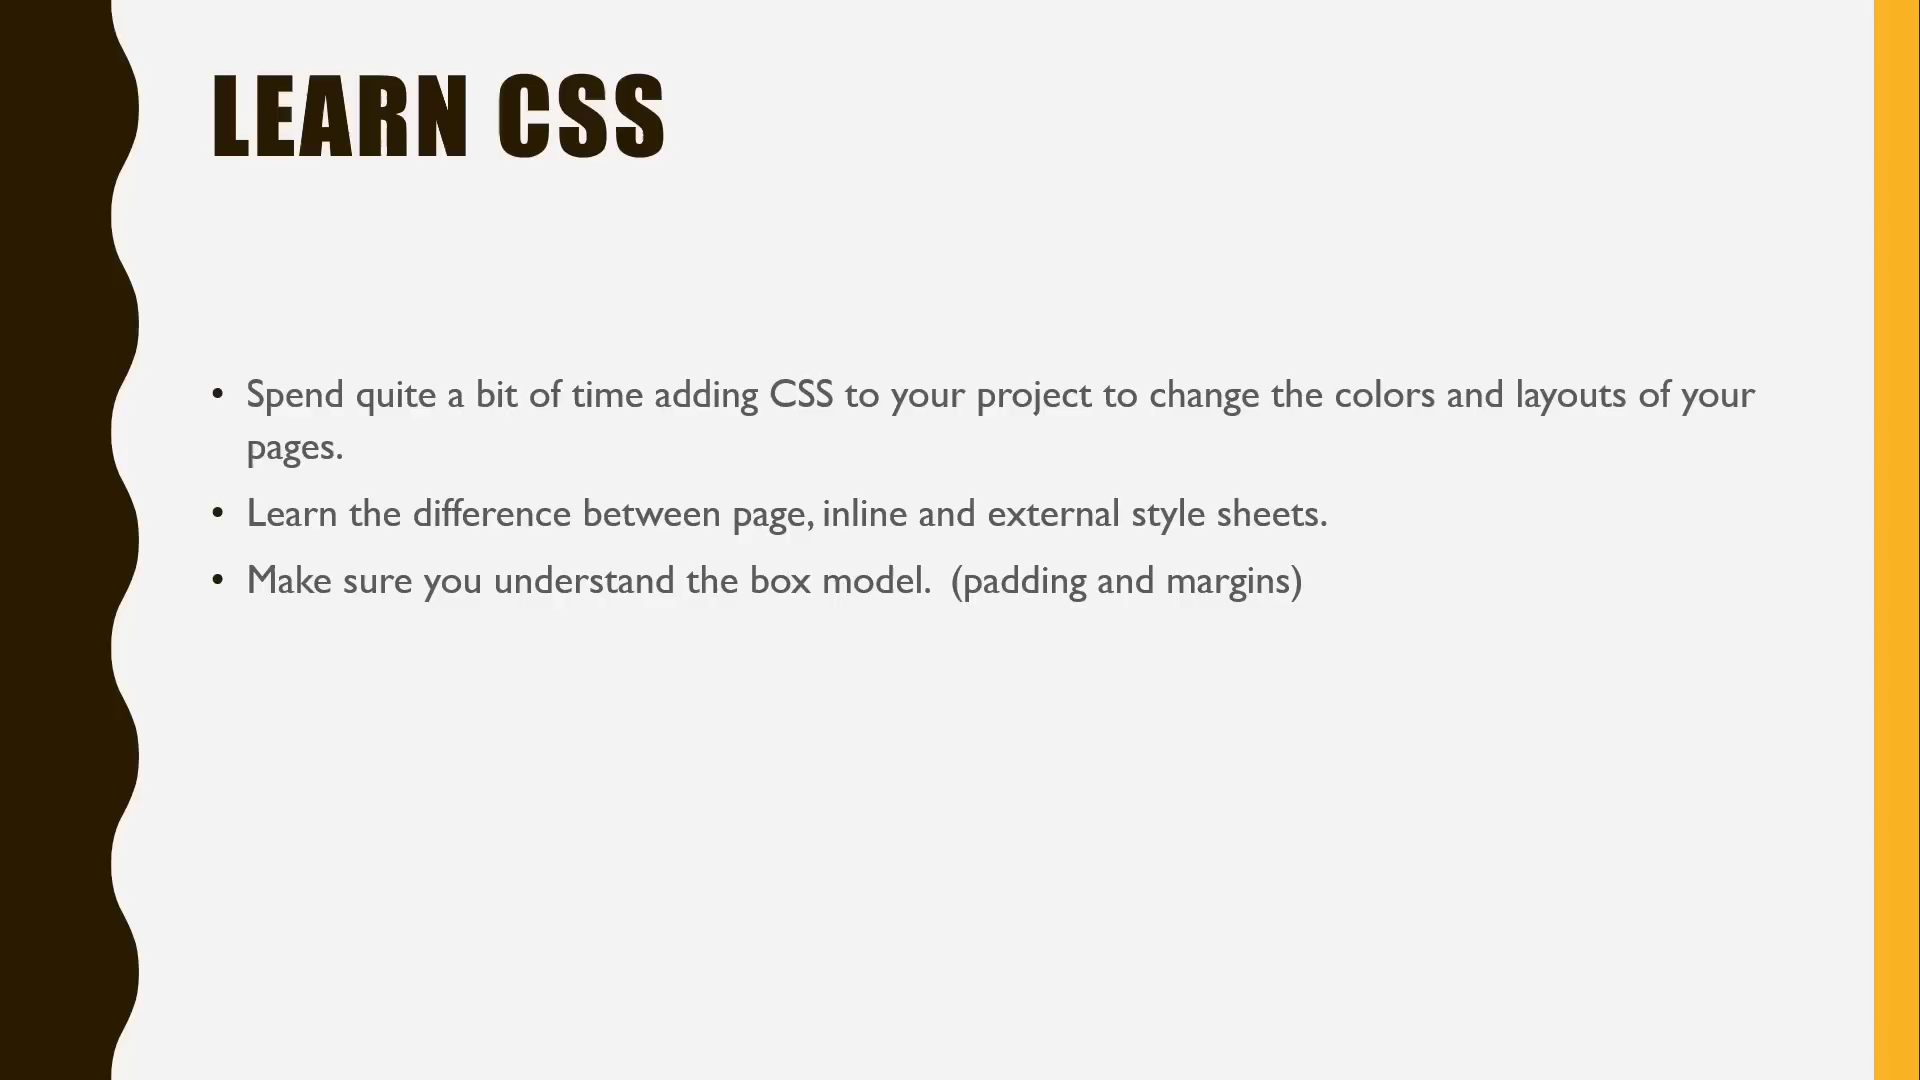 LEARN CSS
• Spend quite a bit of time adding CSS to your project to change the colors and layouts of your
pages.
• Learn the difference between page, inline and external style sheets.
• Make sure you understand the box model.  (padding and margins)